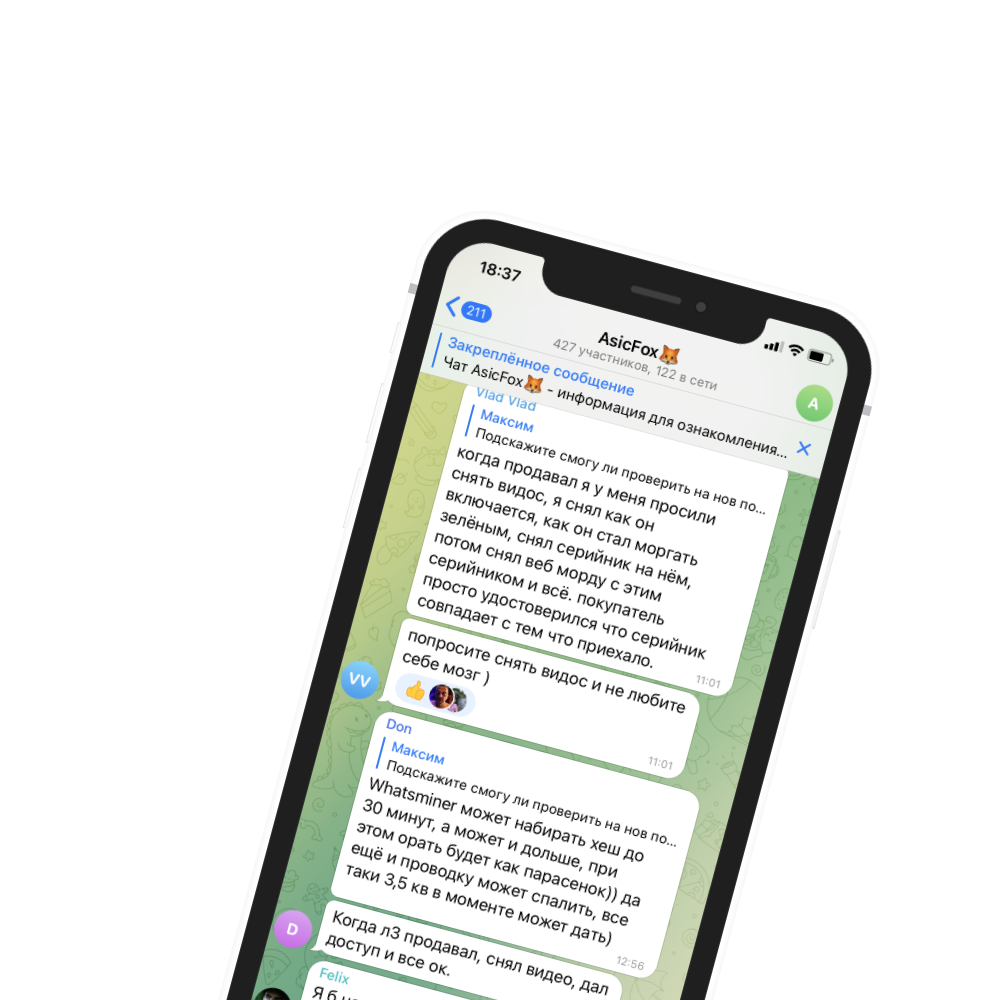 18:37
211
AsicFox🦊
427 участников, 122 в сети
A
Закреплённое сообщение
Чат AsicFox🦊 - информация для ознакомления...
Vlad Vlad
Максим
Подскажите смогу ли проверить на нов по...
когда продавал я у меня просили
снять видос, я снял как он
включается, как он стал моргать
зелёным, снял серийник на нём,
потом снял веб морду с этим
серийником и всё. покупатель
просто удостоверился что серийник
совпадает с тем что приехало.
11:01
попросите снять видос и не любите
себе мозг )
11:01
VV
Don
Максим
Подскажите смогу ли проверить на нов по...
Whatsminer может набирать хеш до
30 минут, а может и дольше, при
этом орать будет как парасенок)) да
ещё и проводку может спалить, все
таки 3,5 кв в моменте может дать)
12:56
Когда л3 продавал, снял видео, дал
доступ и все ок.
D
Felix
Я б